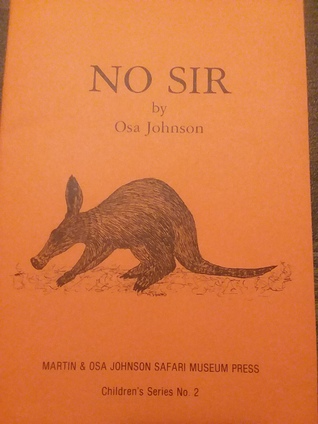 NO SIR
by
Osa Johnson
MARTIN & OSA JOHNSON SAFARI MUSEUM PRESS
Children's Series No. 2